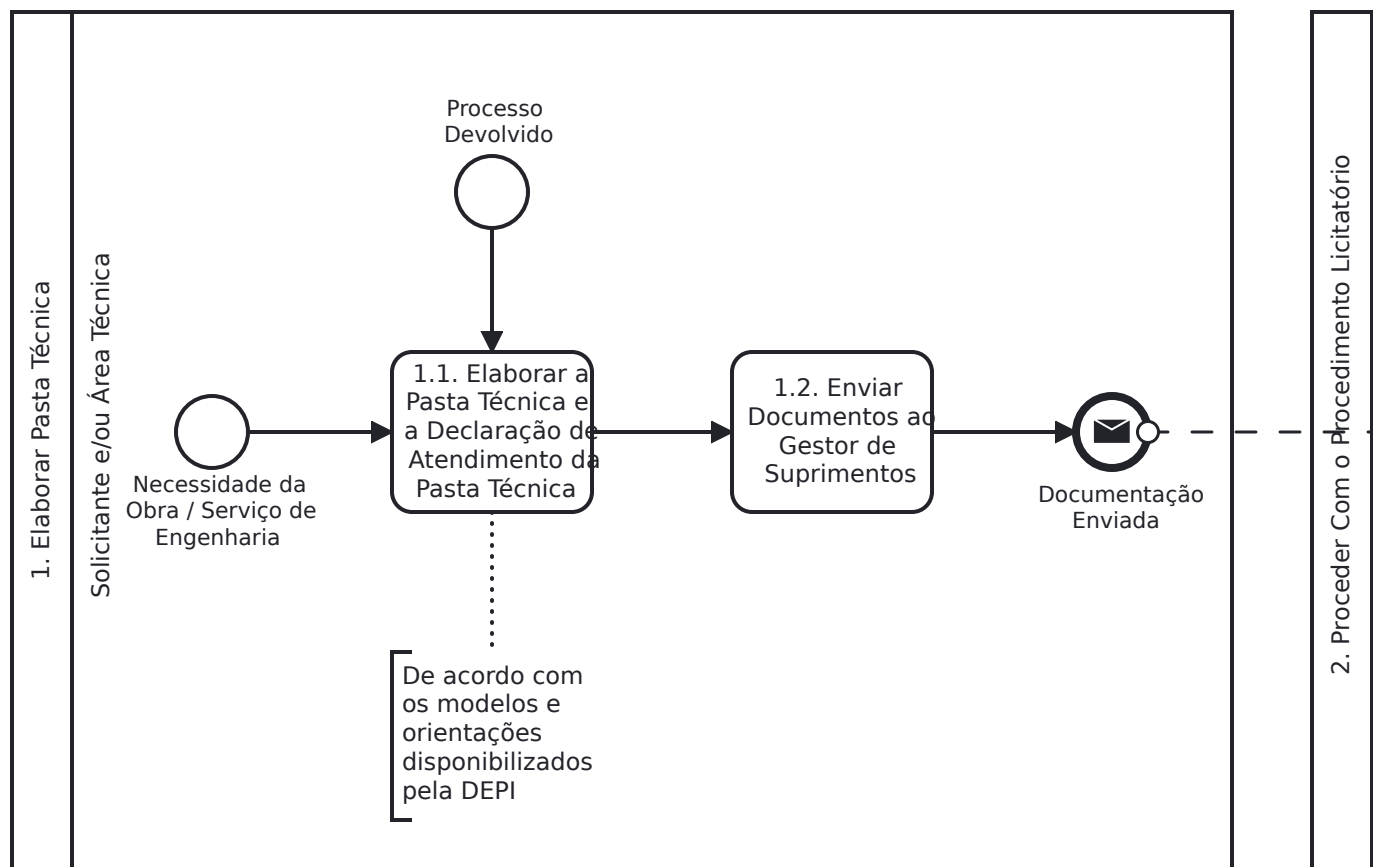 1. Elaborar Pasta Técnica
Solicitante e/ou Área Técnica
Processo
Devolvido
Necessidade da
Obra / Serviço de
Engenharia
1.1. Elaborar a
Pasta Técnica e
a Declaração de
Atendimento da
Pasta Técnica
1.2. Enviar
Documentos ao
Gestor de
Suprimentos
Documentação
Enviada
De acordo com
os modelos e
orientações
disponibilizados
pela DEPI
2. Proceder Com o Procedimento Licitatório